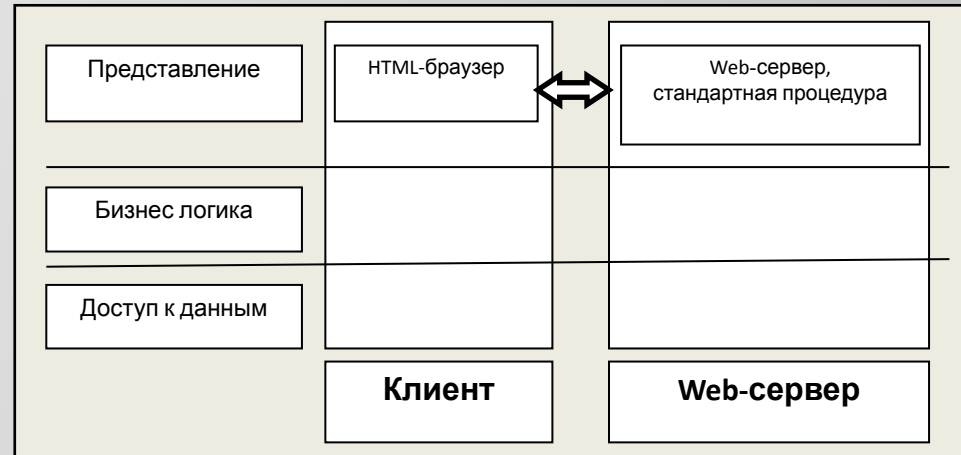 Представление
HTML-браузер
Web-сервер,
стандартная процедура
Бизнес логика
Доступ к данным
Клиент
Web-сервер